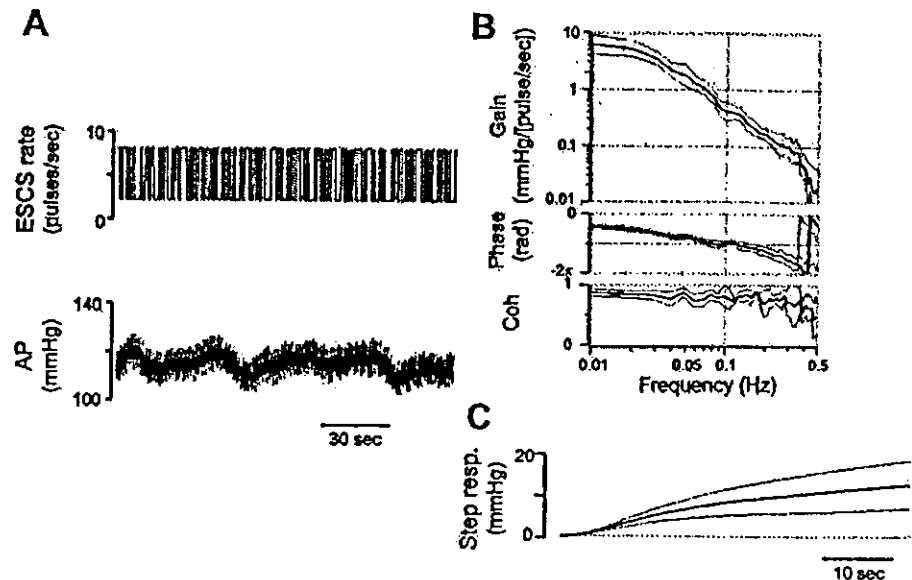 A
ESCS rate
(pulses/sec)
10
0
AP
(mmHg)
140
100
30 sec
B
Gain
(mmHg/[pulse/sec])
10
1
0.1
0.01
Phase
(rad)
0
-2π
Coh
1
0
0.01
0.05
0.1
0.5
Frequency (Hz)
C
Step resp.
(mmHg)
20
0
10 sec